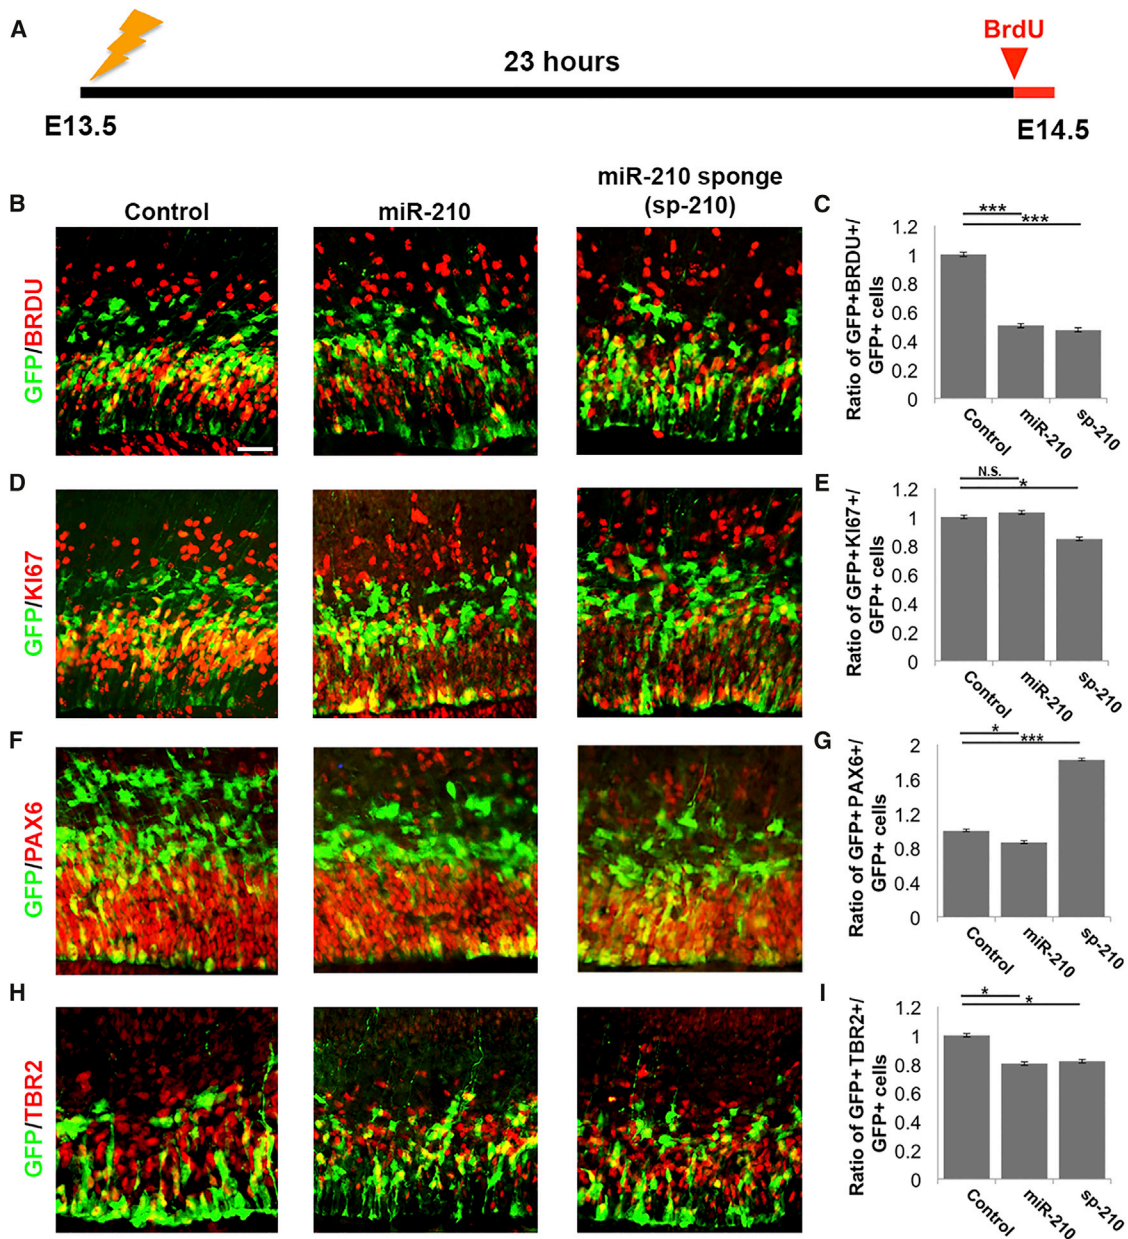 A
23 hours
BrdU
E13.5
E14.5
B
Control
miR-210
miR-210 sponge
(sp-210)
GFP/BRDU
C
Ratio of GFP+BRDU+/
GFP+ cells
***
***
1.2
1
0.8
0.6
0.4
0.2
0
Control
miR-210
sp-210
D
GFP/KI67
E
Ratio of GFP+KI67+/
GFP+ cells
N.S.
*
1.2
1
0.8
0.6
0.4
0.2
0
Control
miR-210
sp-210
F
GFP/PAX6
G
Ratio of GFP+PAX6+/
GFP+ cells
*
***
2
1.6
1.2
0.8
0.4
0
Control
miR-210
sp-210
H
GFP/TBR2
I
Ratio of GFP+TBR2+/
GFP+ cells
*
*
1.2
1
0.8
0.6
0.4
0.2
0
Control
miR-210
sp-210